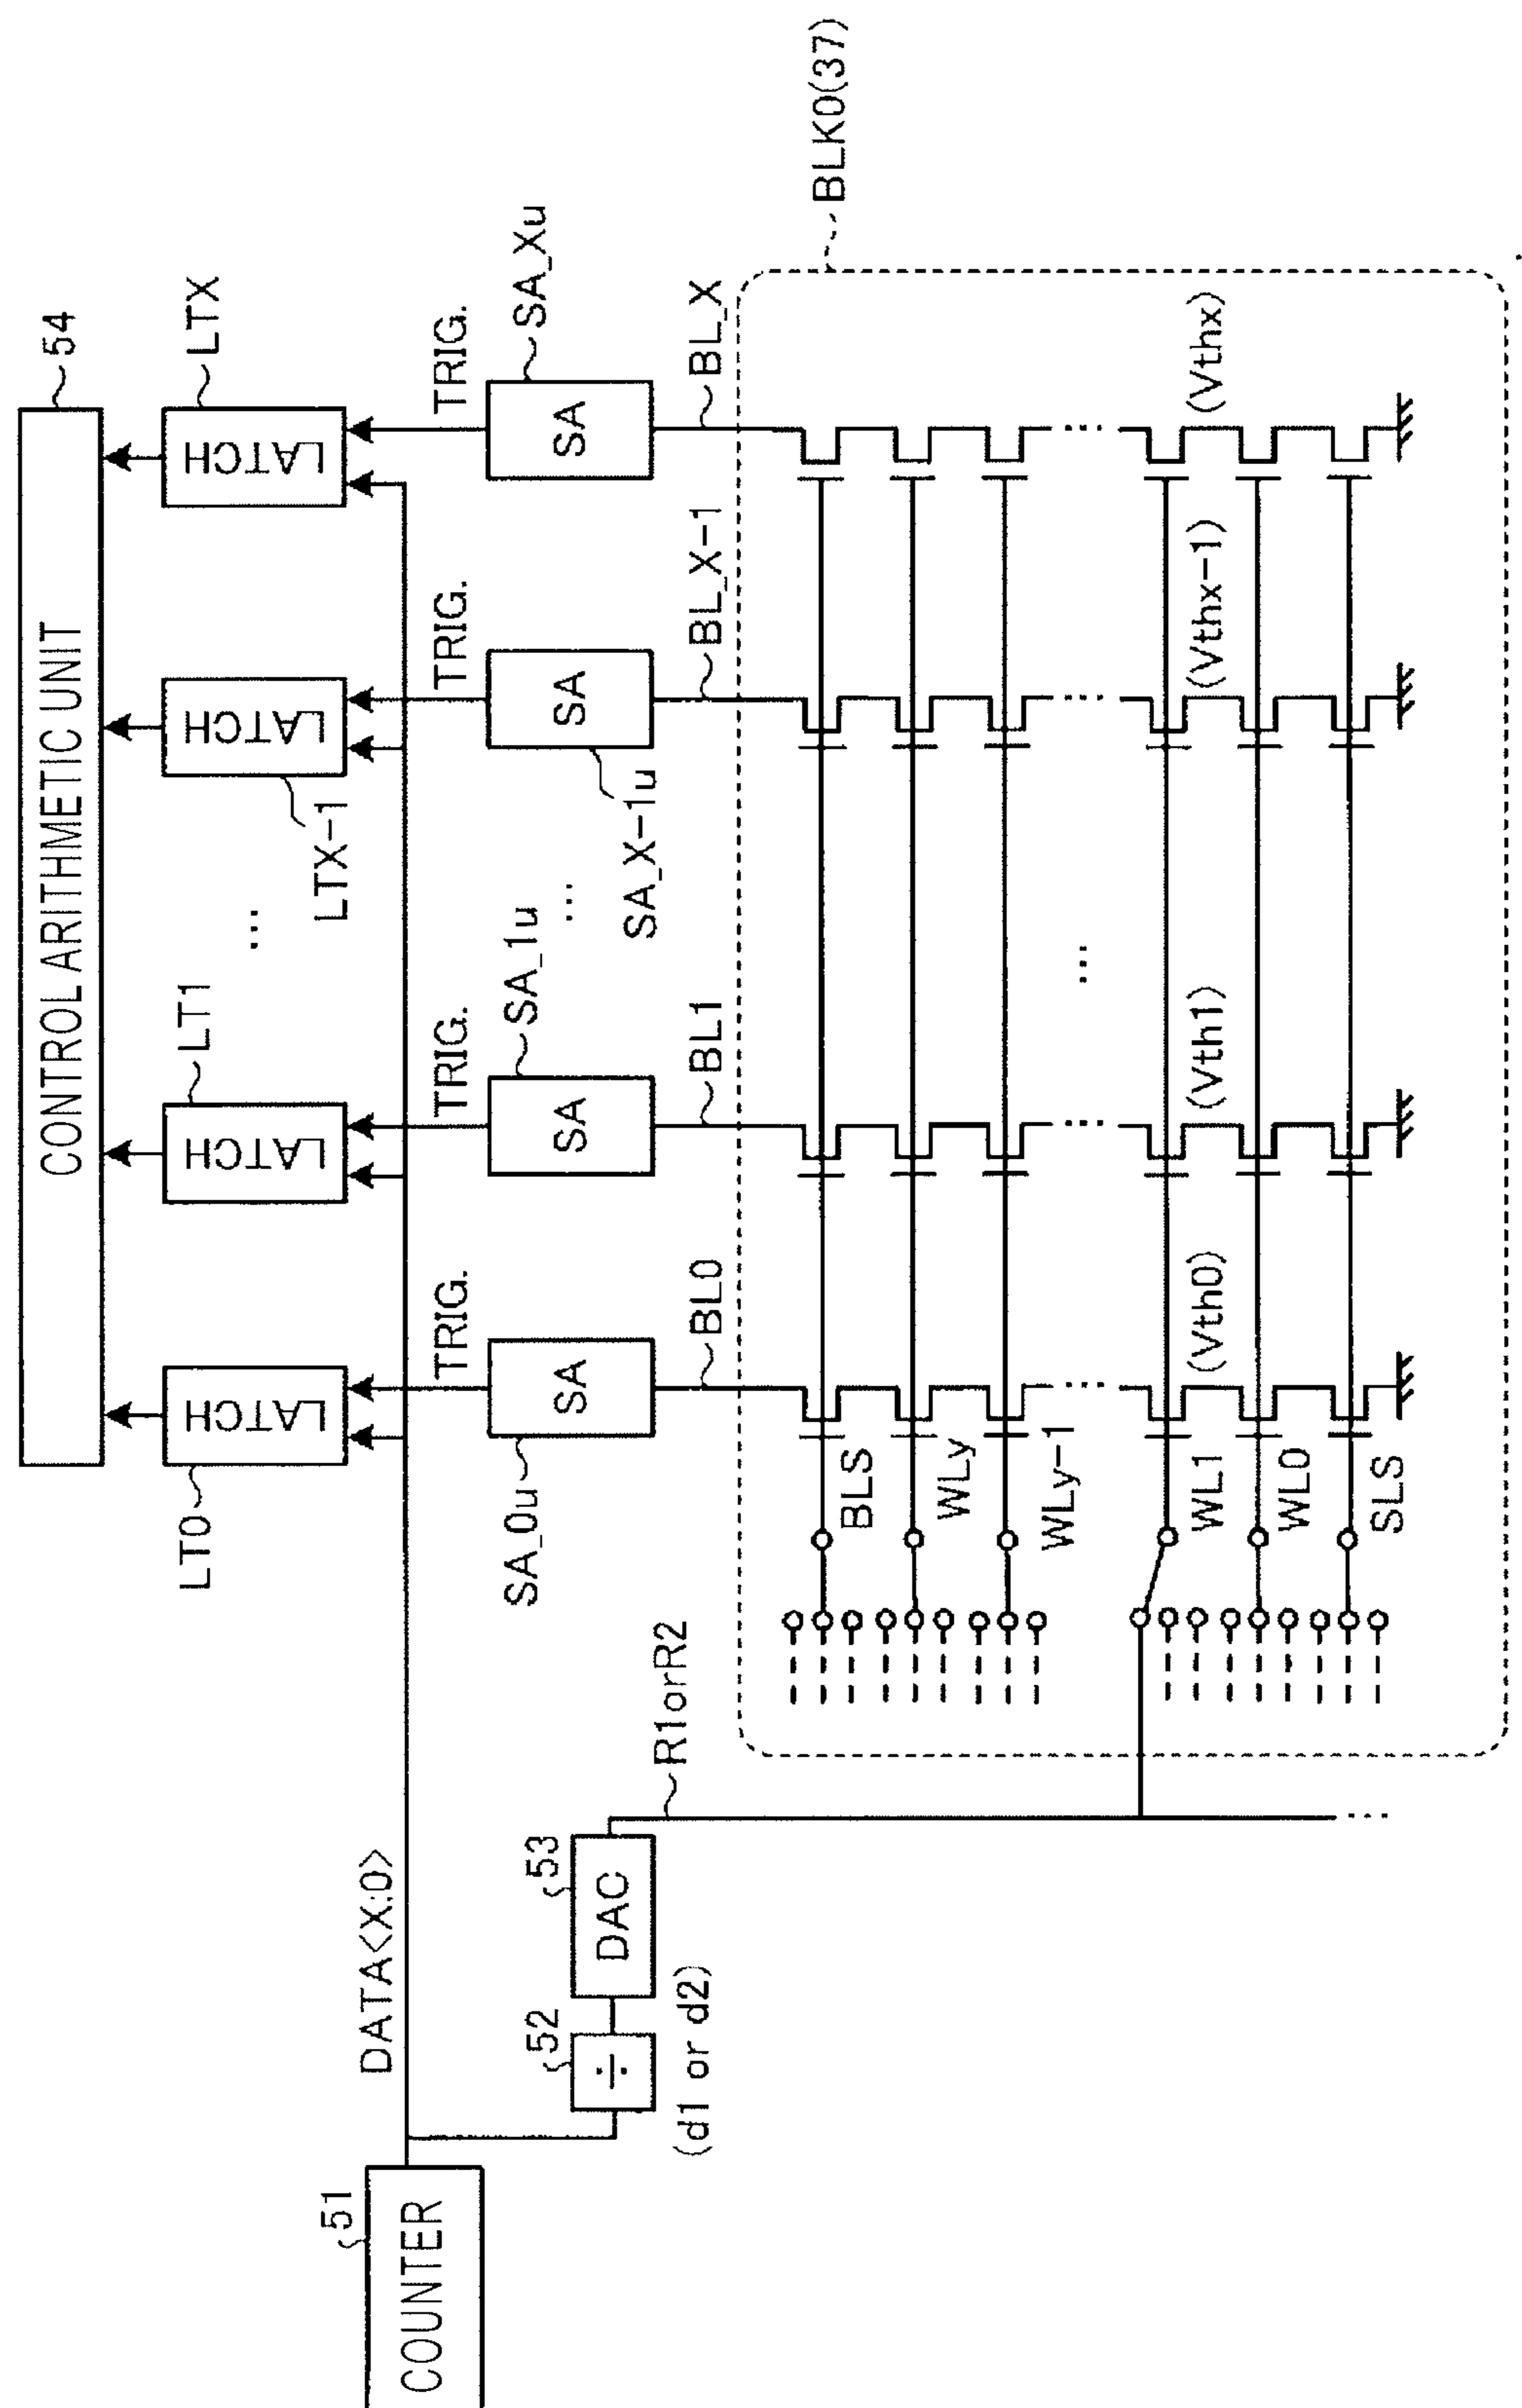 CONTROL ARITHMETIC UNIT
54
LT0
LATCH
LT1
LATCH
...
LTX-1
LATCH
LTX
LATCH
51
COUNTER
DATA<X:0>
TRIG.
TRIG.
TRIG.
TRIG.
SA_0u
SA
SA_1u
SA
...
SA_X-1u
SA
SA_Xu
SA
52
÷
(d1 or d2)
53
DAC
R1orR2
BL0
BL1
BL_X-1
BL_X
BLK0(37)
BLS
WLy
WLy-1
...
...
...
...
...
WL1
(Vth0)
(Vth1)
(Vthx-1)
(Vthx)
WL0
SLS
...